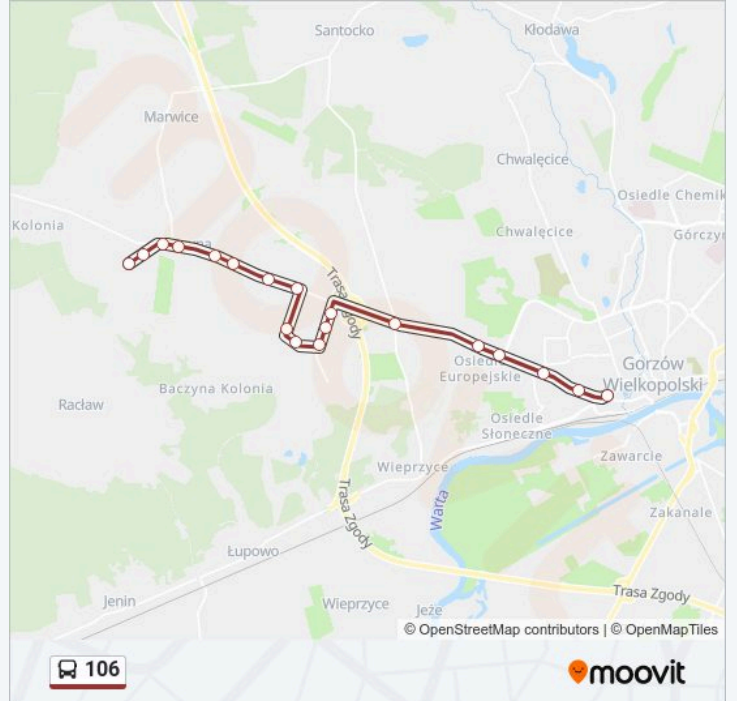 Santocko
Kłodawa
Marwice
Chwalęcice
Osiedle Chemik
Kolonia
Chwalęcice
Górczyn
Trasa Zgody
Osiedle
Europejskie
Gorzów
Wielkopolski
Baczyna Kolonia
Racław
Osiedle
Słoneczne
Wieprzyce
Zawarcie
Warta
Trasa Zgody
Zakanale
Łupowo
Trasa Zgody
Jenin
Wieprzyce
Jeże
© OpenStreetMap contributors | © OpenMapTiles
106
moovit